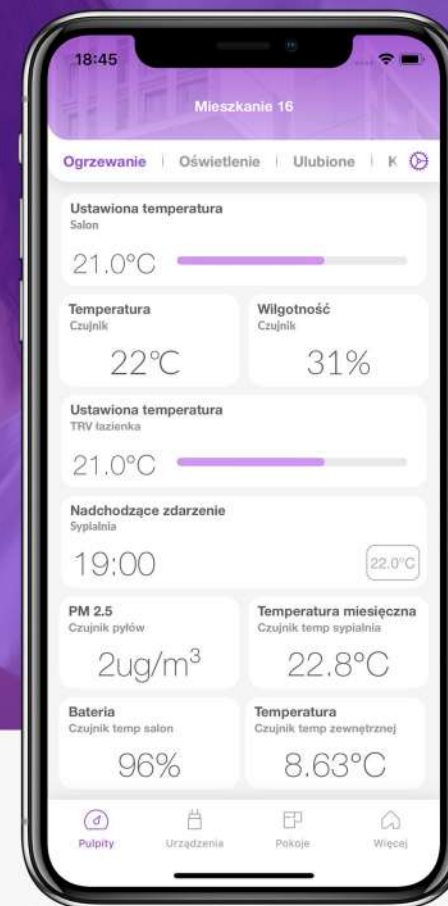 18:45
Mieszkanie 16
Ogrzewanie | Oświetlenie | Ulubione | K
Ustawiona temperatura
Salon
21.0°C
Temperatura
Czujnik
22°C
Wilgotność
Czujnik
31%
Ustawiona temperatura
TRV łazienka
21.0°C
Nadchodzące zdarzenie
Sypialnia
19:00
22.0°C
PM 2.5
Czujnik pyłów
2ug/m³
Temperatura miesięczna
Czujnik temp sypialnia
22.8°C
Bateria
Czujnik temp salon
96%
Temperatura
Czujnik temp zewnętrznej
8.63°C
Pulpity
Urządzenia
Pokoje
Więcej